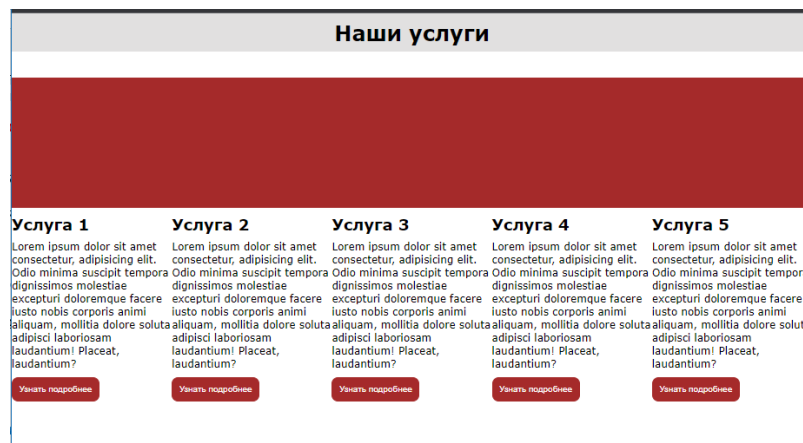 Наши услуги
Услуга 1
Lorem ipsum dolor sit amet
consectetur, adipisicing elit.
Odio minima suscipit tempora
dignissimos molestiae
excepturi doloremque facere
iusto nobis corporis animi
aliquam, mollitia dolore soluta
adipisci laboriosam
laudantium! Placeat,
laudantium?
Узнать подробнее
Услуга 2
Lorem ipsum dolor sit amet
consectetur, adipisicing elit.
Odio minima suscipit tempora
dignissimos molestiae
excepturi doloremque facere
iusto nobis corporis animi
aliquam, mollitia dolore soluta
adipisci laboriosam
laudantium! Placeat,
laudantium?
Узнать подробнее
Услуга 3
Lorem ipsum dolor sit amet
consectetur, adipisicing elit.
Odio minima suscipit tempora
dignissimos molestiae
excepturi doloremque facere
iusto nobis corporis animi
aliquam, mollitia dolore soluta
adipisci laboriosam
laudantium! Placeat,
laudantium?
Узнать подробнее
Услуга 4
Lorem ipsum dolor sit amet
consectetur, adipisicing elit.
Odio minima suscipit tempora
dignissimos molestiae
excepturi doloremque facere
iusto nobis corporis animi
aliquam, mollitia dolore soluta
adipisci laboriosam
laudantium! Placeat,
laudantium?
Узнать подробнее
Услуга 5
Lorem ipsum dolor sit amet
consectetur, adipisicing elit.
Odio minima suscipit tempora
dignissimos molestiae
excepturi doloremque facere
iusto nobis corporis animi
aliquam, mollitia dolore solut
adipisci laboriosam
laudantium! Placeat,
laudantium?
Узнать подробнее